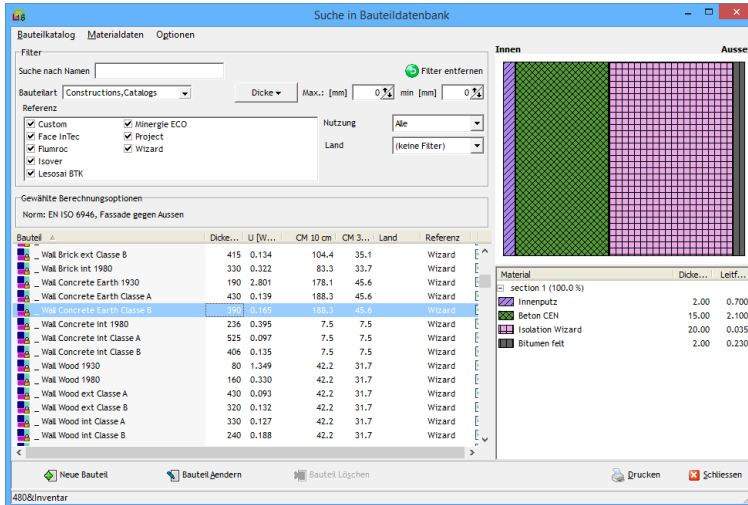 Suche in Bauteildatenbank
Bauteilkatalog Materialdaten Optionen
Filter
Suche nach Namen
Filter entfernen
Bauteilart Constructions,Catalogs
Dicke Max.: [mm] 0 min [mm] 0
Referenz
Custom Minergie ECO
Face InTec Project
Flumroc Wizard
Isover
Lesosai BTK
Nutzung Alle
Land (keine Filter)
Gewählte Berechnungsoptionen
Norm: EN ISO 6946, Fassade gegen Aussen
Bauteil Dicke... U [W... CM 10 cm CM 3... Land Referenz
_ Wall Brick ext Classe B 415 0.134 104.4 35.1 Wizard
_ Wall Brick int 1980 330 0.322 83.3 33.7 Wizard
_ Wall Concrete Earth 1930 190 2.801 178.1 45.6 Wizard
_ Wall Concrete Earth Classe A 430 0.139 188.3 45.6 Wizard
_ Wall Concrete Earth Classe B 390 0.165 188.3 45.6 Wizard
_ Wall Concrete int 1980 236 0.395 7.5 7.5 Wizard
_ Wall Concrete int Classe A 525 0.097 7.5 7.5 Wizard
_ Wall Concrete int Classe B 406 0.135 7.5 7.5 Wizard
_ Wall Wood 1930 80 1.349 42.2 31.7 Wizard
_ Wall Wood 1980 160 0.330 42.2 31.7 Wizard
_ Wall Wood ext Classe A 430 0.093 42.2 31.7 Wizard
_ Wall Wood ext Classe B 320 0.132 42.2 31.7 Wizard
_ Wall Wood int Classe A 330 0.127 42.2 31.7 Wizard
_ Wall Wood int Classe B 240 0.188 42.2 31.7 Wizard
Innen Ausse
Material Dicke... Leitf...
section 1 (100.0 %)
Innenputz 2.00 0.700
Beton CEN 15.00 2.100
Isolation Wizard 20.00 0.035
Bitumen felt 2.00 0.230
Neue Bauteil Bauteil Aendern Bauteil Löschen Drucken Schliessen
480&Inventar